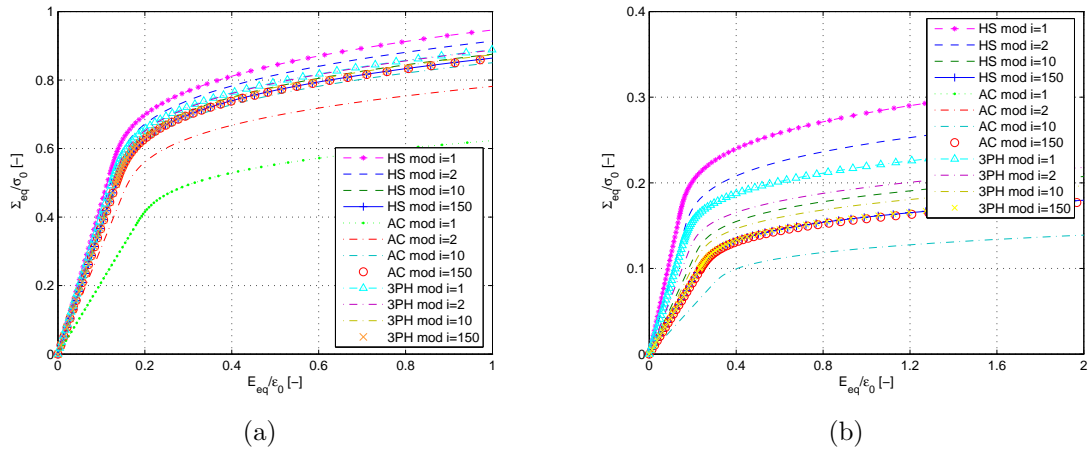 1
0.8
0.6
0.4
0.2
0
0 0.2 0.4 0.6 0.8 1
Σeq/σ0 [−]
Eeq/ε0 [−]
HS mod i=1
HS mod i=2
HS mod i=10
HS mod i=150
AC mod i=1
AC mod i=2
AC mod i=10
AC mod i=150
3PH mod i=1
3PH mod i=2
3PH mod i=10
3PH mod i=150
(a)
0.4
0.3
0.2
0.1
0
0 0.4 0.8 1.2 1.6 2
Σeq/σ0 [−]
Eeq/ε0 [−]
HS mod i=1
HS mod i=2
HS mod i=10
HS mod i=150
AC mod i=1
AC mod i=2
AC mod i=10
AC mod i=150
3PH mod i=1
3PH mod i=2
3PH mod i=10
3PH mod i=150
(b)